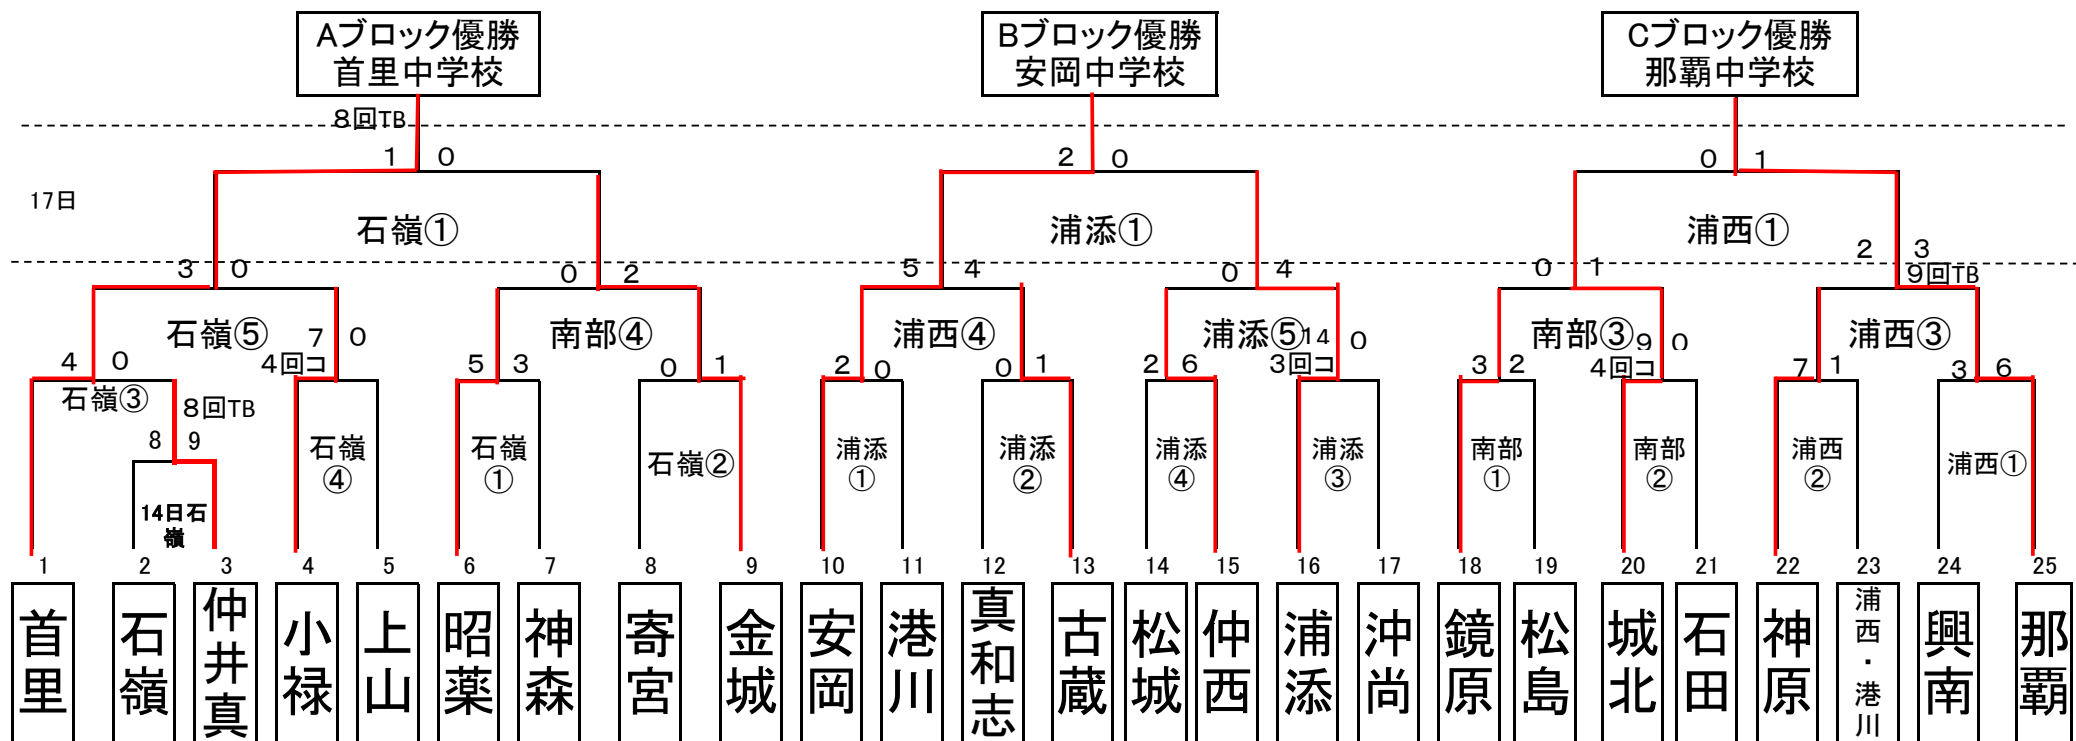 Aブロック優勝
首里中学校
Bブロック優勝
安岡中学校
Cブロック優勝
那覇中学校
8回TB
1 0
2 0
0 1
17日
石嶺①
浦添①
浦西①
3 0
0 2
5 4
0 4
0 1
2 3
9回TB
石嶺⑤
南部④
浦西④
浦添⑤
南部③
浦西③
4 0
7 0
4回コ
5 3
0 1
2 0
0 1
2 6
14 0
3回コ
3 2
9 0
4回コ
7 1
3 6
石嶺③
8回TB
8 9
14日石
嶺
石嶺
④
石嶺
①
石嶺②
浦添
①
浦添
②
浦添
④
浦添
③
南部
①
南部
②
浦西
②
浦西①
1 2 3 4 5 6 7 8 9 10 11 12 13 14 15 16 17 18 19 20 21 22 23 24 25
首里
石嶺
仲井真
小禄
上山
昭薬
神森
寄宮
金城
安岡
港川
真和志
古蔵
松城
仲西
浦添
沖尚
鏡原
松島
城北
石田
神原
浦西・港川
興南
那覇